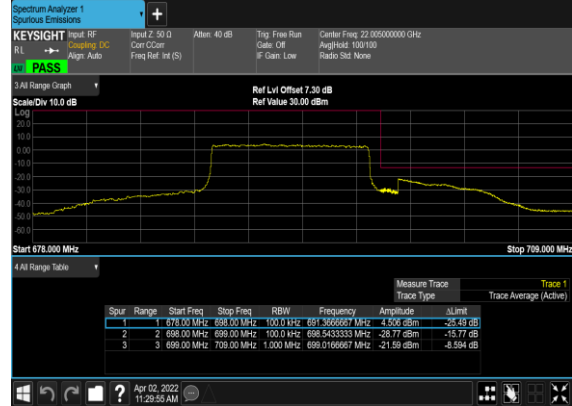 Spectrum Analyzer 1
Spurious Emissions
+
KEYSIGHT Input: RF Input Z: 50 Ω Atten: 40 dB Trig: Free Run Center Freq: 22.005000000 GHz
RL Coupling: DC Corr CCorr Gate: Off Avg|Hold: 100/100
Align: Auto Freq Ref: Int (S) IF Gain: Low Radio Std: None
PASS
3 All Range Graph
Ref Lvl Offset 7.30 dB
Scale/Div 10.0 dB Ref Value 30.00 dBm
Log
20.0
10.0
0.00
-10.0
-20.0
-30.0
-40.0
-50.0
-60.0
Start 678.000 MHz Stop 709.000 MHz
4 All Range Table
Measure Trace Trace 1
Trace Type Trace Average (Active)
Spur Range Start Freq Stop Freq RBW Frequency Amplitude ΔLimit
1 1 678.00 MHz 698.00 MHz 100.0 kHz 691.3666667 MHz 4.506 dBm -25.49 dB
2 2 698.00 MHz 699.00 MHz 100.0 kHz 698.5433333 MHz -28.77 dBm -15.77 dB
3 3 699.00 MHz 709.00 MHz 1.000 MHz 699.0166667 MHz -21.59 dBm -8.594 dB
? Apr 02, 2022
11:29:55 AM